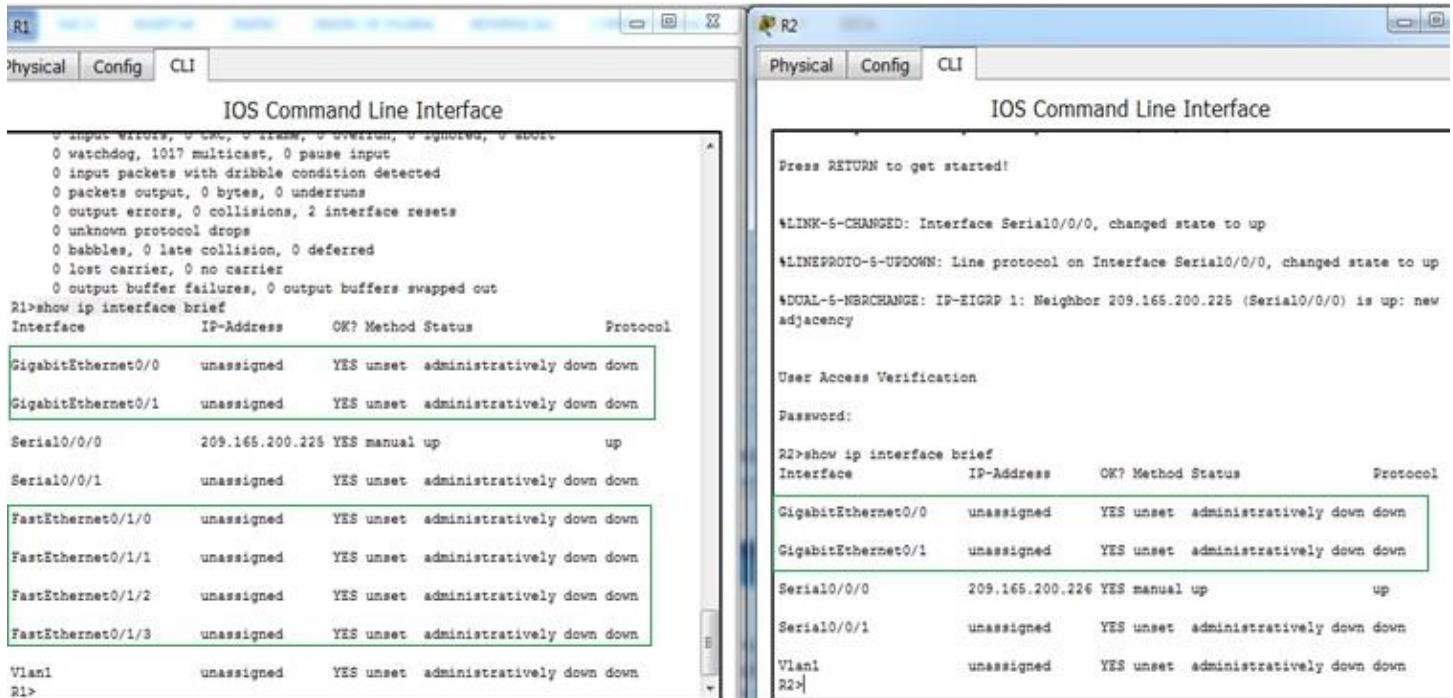 R1
Physical Config CLI
IOS Command Line Interface
0 input errors, 0 CRC, 0 frame, 0 overrun, 0 ignored, 0 abort
0 watchdog, 1017 multicast, 0 pause input
0 input packets with dribble condition detected
0 packets output, 0 bytes, 0 underruns
0 output errors, 0 collisions, 2 interface resets
0 unknown protocol drops
0 babbles, 0 late collision, 0 deferred
0 lost carrier, 0 no carrier
0 output buffer failures, 0 output buffers swapped out
R1>show ip interface brief
Interface IP-Address OK? Method Status Protocol
GigabitEthernet0/0 unassigned YES unset administratively down down
GigabitEthernet0/1 unassigned YES unset administratively down down
Serial0/0/0 209.165.200.225 YES manual up up
Serial0/0/1 unassigned YES unset administratively down down
FastEthernet0/1/0 unassigned YES unset administratively down down
FastEthernet0/1/1 unassigned YES unset administratively down down
FastEthernet0/1/2 unassigned YES unset administratively down down
FastEthernet0/1/3 unassigned YES unset administratively down down
Vlan1 unassigned YES unset administratively down down
R1>
R2
Physical Config CLI
IOS Command Line Interface
Press RETURN to get started!
%LINK-5-CHANGED: Interface Serial0/0/0, changed state to up
%LINEPROTO-5-UPDOWN: Line protocol on Interface Serial0/0/0, changed state to up
%DUAL-5-NBRCHANGE: IP-EIGRP 1: Neighbor 209.165.200.225 (Serial0/0/0) is up: new
adjacency
User Access Verification
Password:
R2>show ip interface brief
Interface IP-Address OK? Method Status Protocol
GigabitEthernet0/0 unassigned YES unset administratively down down
GigabitEthernet0/1 unassigned YES unset administratively down down
Serial0/0/0 209.165.200.226 YES manual up up
Serial0/0/1 unassigned YES unset administratively down down
Vlan1 unassigned YES unset administratively down down
R2>